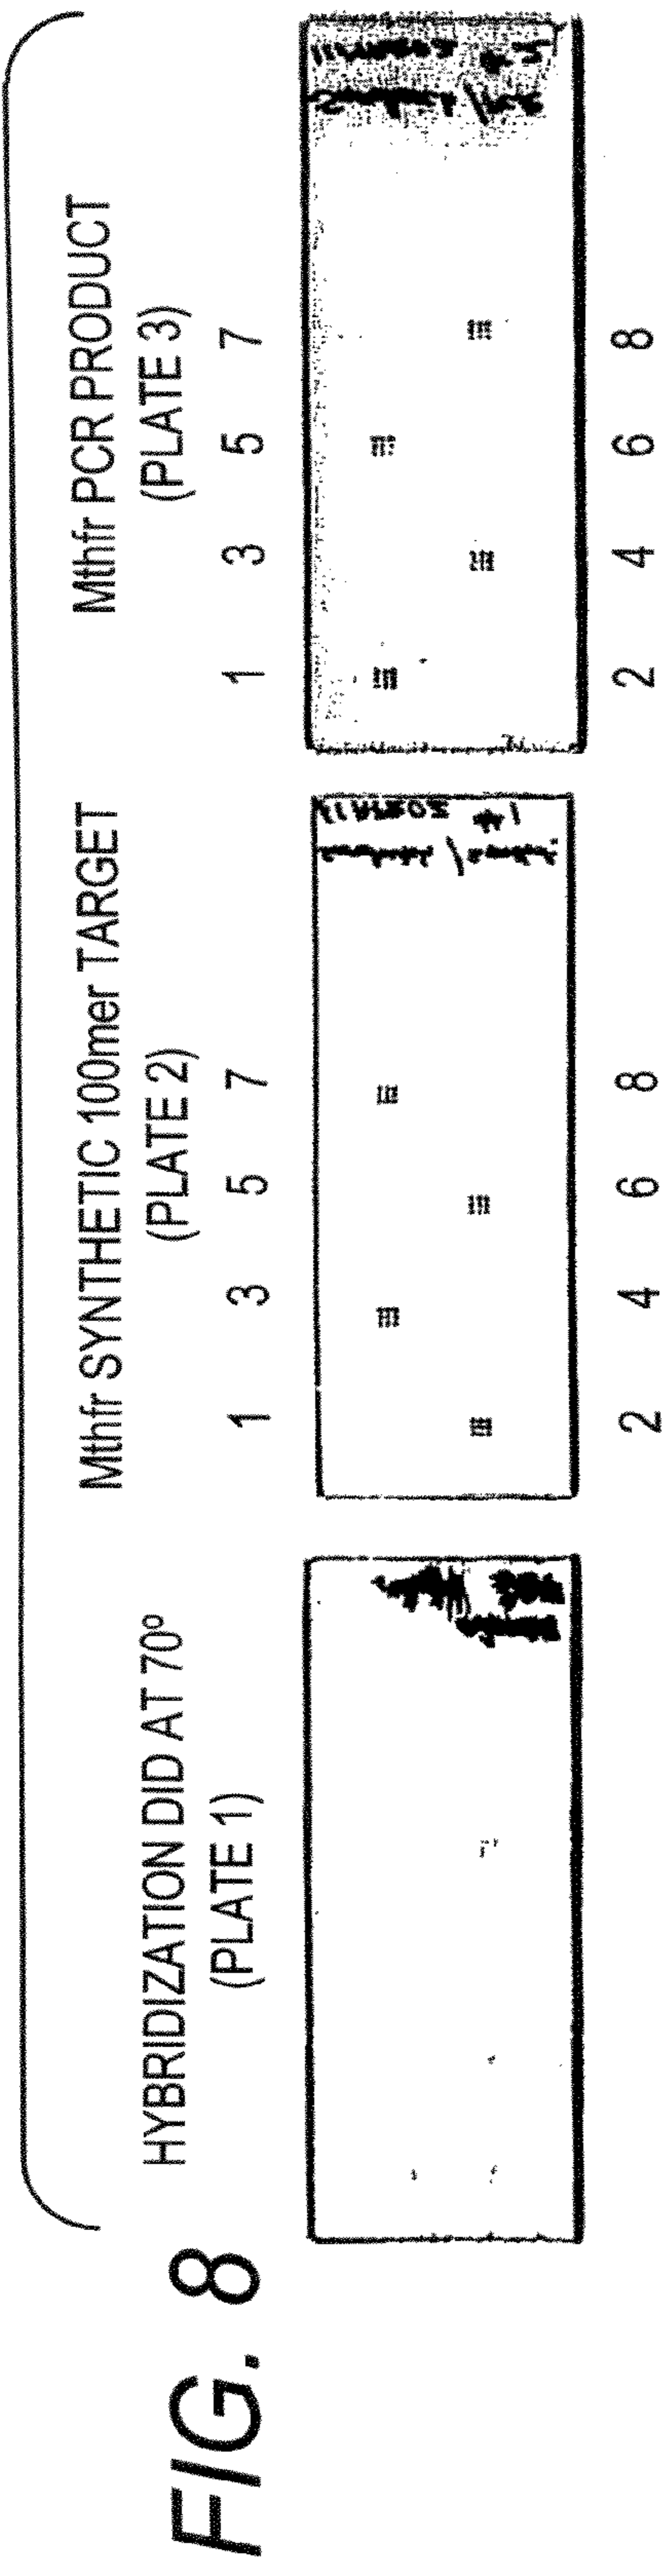 FIG. 8
HYBRIDIZATION DID AT 70º
(PLATE 1)
Mthfr SYNTHETIC 100mer TARGET
(PLATE 2)
1 3 5 7
2 4 6 8
Mthfr PCR PRODUCT
(PLATE 3)
1 3 5 7
2 4 6 8